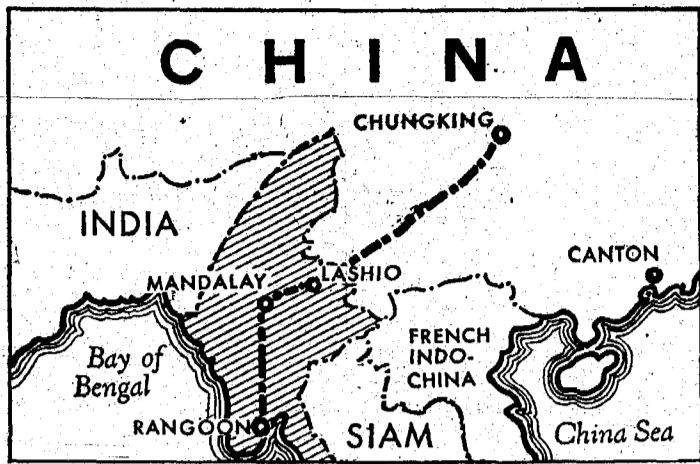 CHINA
CHUNGKING
INDIA
CANTON
MANDALAY
LASHIO
FRENCH
INDO-
CHINA
Bay of
Bengal
RANGOON
SIAM
China Sea